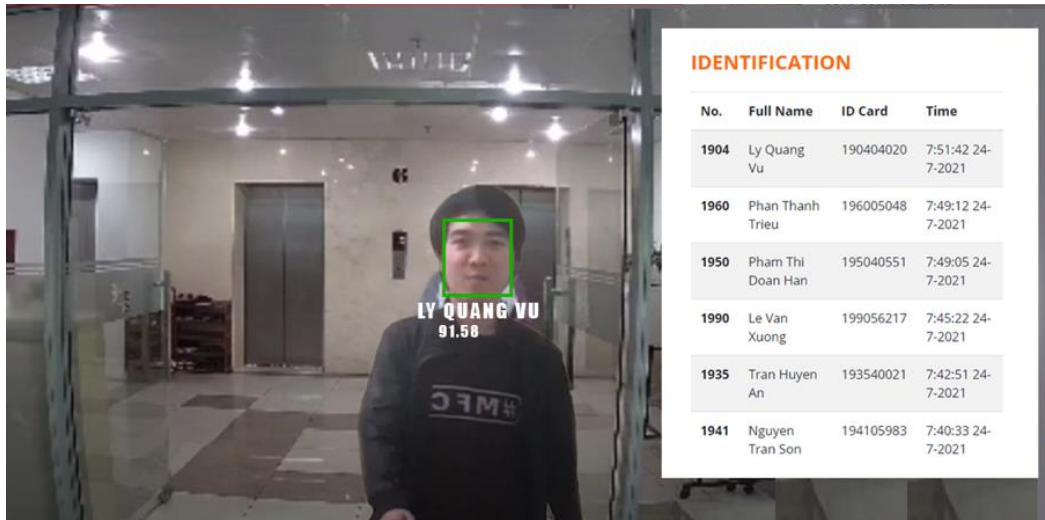 IDENTIFICATION
No. Full Name ID Card Time
1904 Ly Quang Vu 190404020 7:51:42 24-7-2021
1960 Phan Thanh Trieu 196005048 7:49:12 24-7-2021
1950 Pham Thi Doan Han 195040551 7:49:05 24-7-2021
1990 Le Van Xuong 199056217 7:45:22 24-7-2021
1935 Tran Huyen An 193540021 7:42:51 24-7-2021
1941 Nguyen Tran Son 194105983 7:40:33 24-7-2021
LY QUANG VU
91.58
#MFC